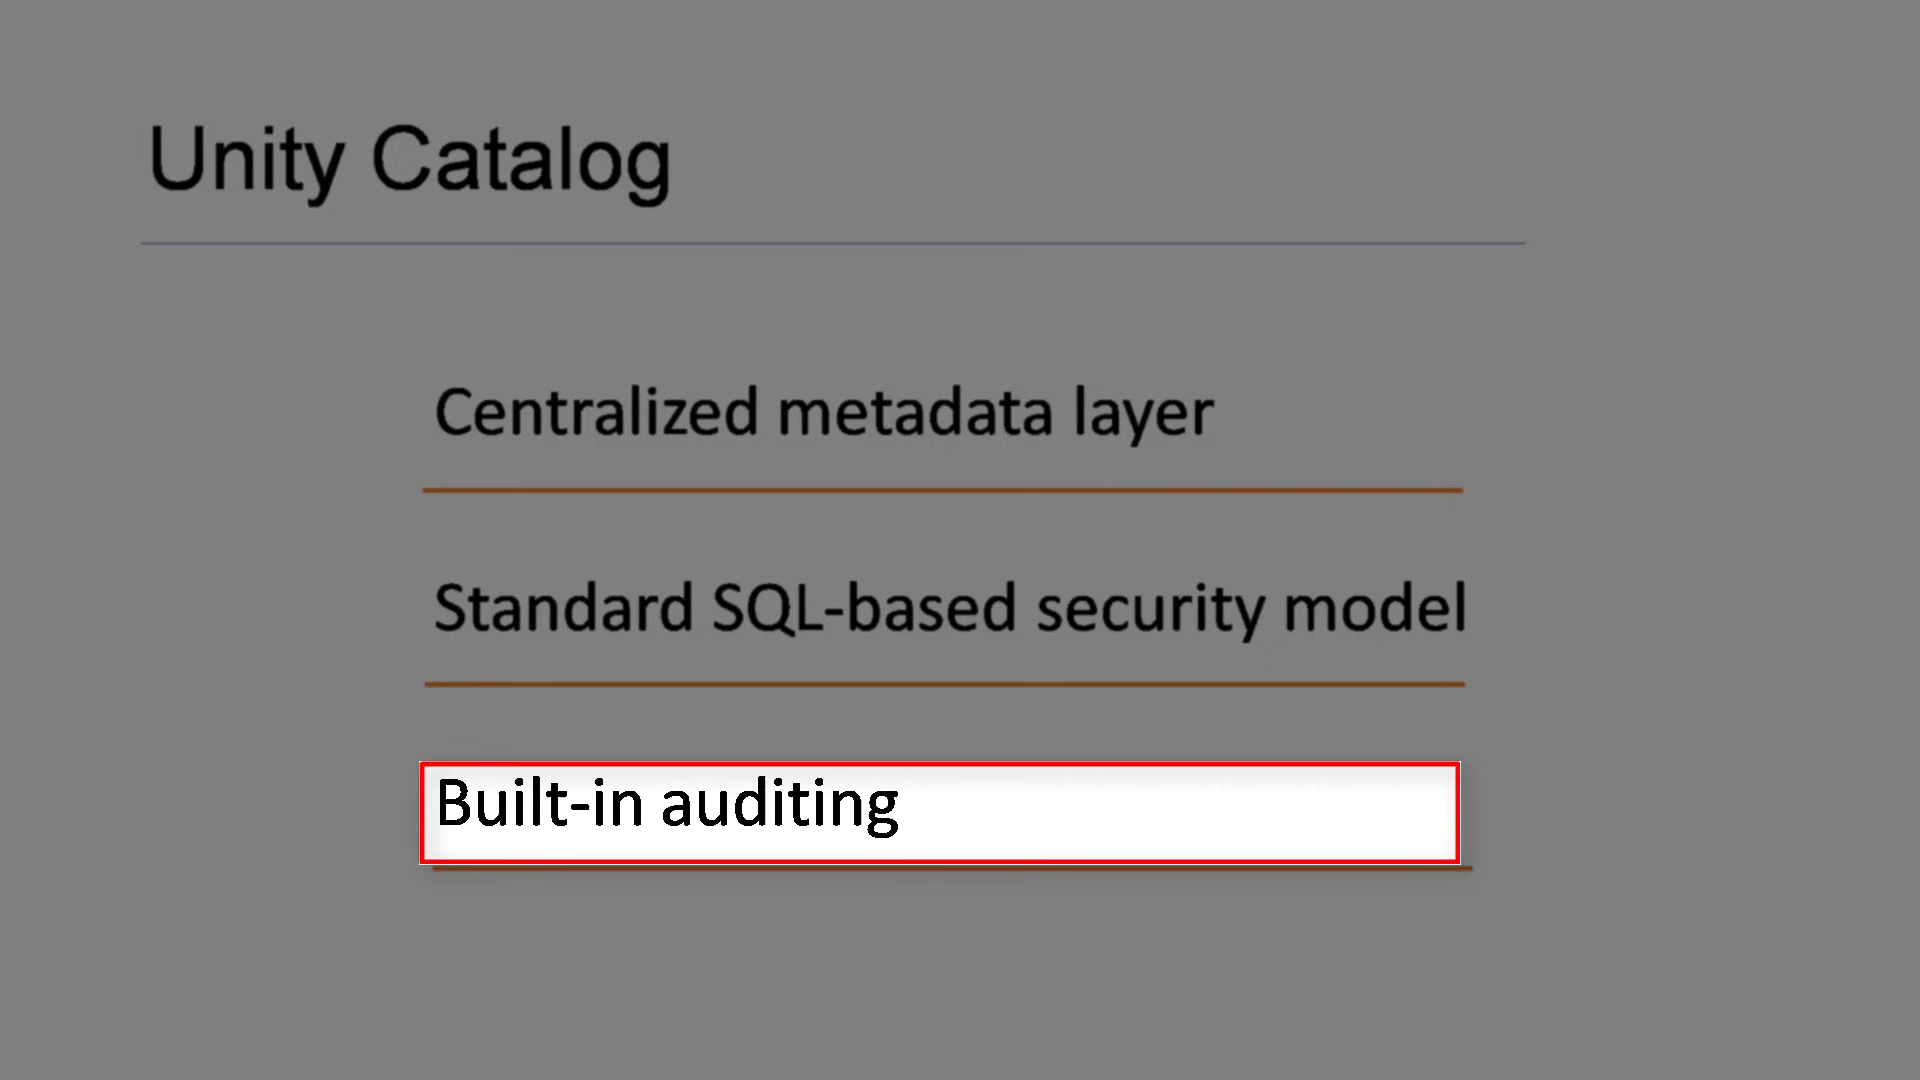 Unity Catalog
Centralized metadata layer
Standard SQL-based security model
Built-in auditing